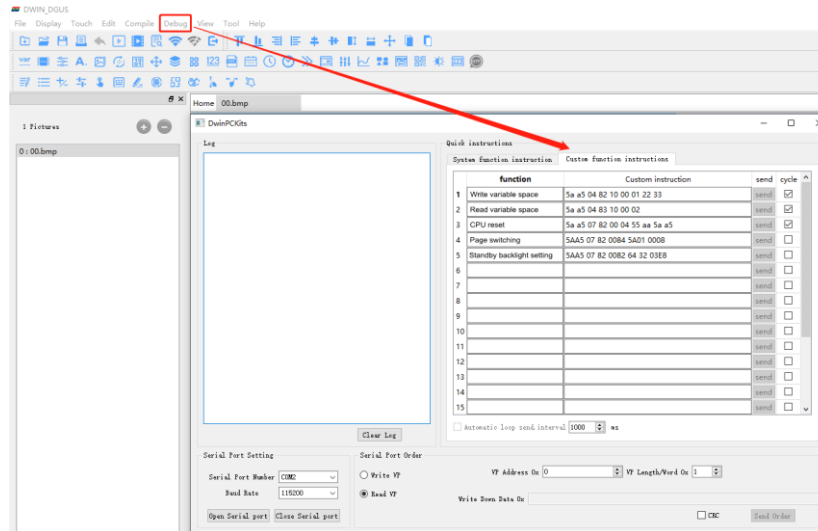 DWIN_DGUS
File Display Touch Edit Compile Debug View Tool Help
Home 00.bmp
1 Pictures
0 : 00.bmp
DwinPCKits
Log
Quick instructions
System function instruction Custom function instructions
function Custom instruction send cycle
1 Write variable space 5a a5 04 82 10 00 01 22 33 send
2 Read variable space 5a a5 04 83 10 00 02 send
3 CPU reset 5a a5 07 82 00 04 55 aa 5a a5 send
4 Page switching 5AA5 07 82 0084 5A01 0008 send
5 Standby backlight setting 5AA5 07 82 0082 64 32 03E8 send
6 send
7 send
8 send
9 send
10 send
11 send
12 send
13 send
14 send
15 send
Automatic loop send interval 1000 ms
Clear Log
Serial Port Setting
Serial Port Number COM2
Baud Rate 115200
Open Serial port Close Serial port
Serial Port Order
Write VP
Read VP
VP Address 0x 0 VP Length/Word 0x 1
Write Down Data 0x
CRC Send Order